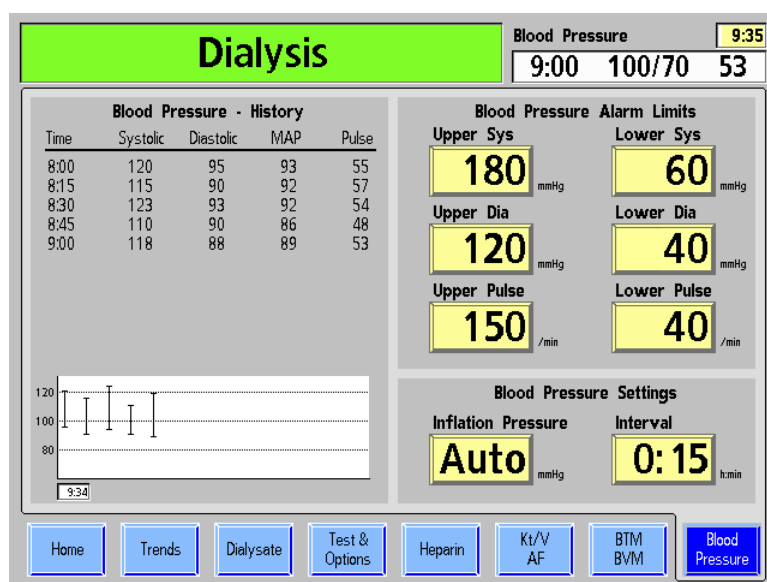 Dialysis
Blood Pressure
9:35
9:00 100/70 53
Blood Pressure - History
Time Systolic Diastolic MAP Pulse
8:00 120 95 93 55
8:15 115 90 92 57
8:30 123 93 92 54
8:45 110 90 86 48
9:00 118 88 89 53
120
100
80
9:34
Blood Pressure Alarm Limits
Upper Sys Lower Sys
180 mmHg 60 mmHg
Upper Dia Lower Dia
120 mmHg 40 mmHg
Upper Pulse Lower Pulse
150 /min 40 /min
Blood Pressure Settings
Inflation Pressure Interval
Auto mmHg 0:15 h:min
Home
Trends
Dialysate
Test &
Options
Heparin
Kt/V
AF
BTM
BVM
Blood
Pressure